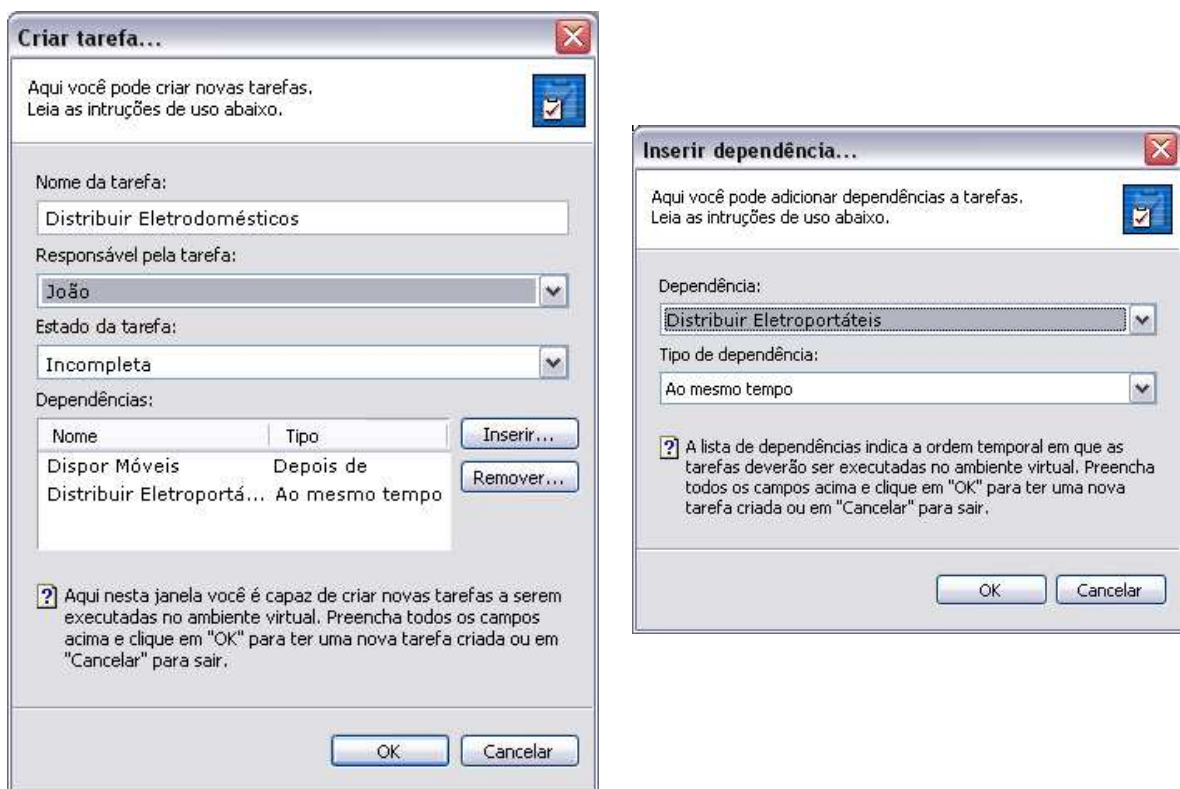 Criar tarefa...
Aqui você pode criar novas tarefas.
Leia as intruções de uso abaixo.
Nome da tarefa:
Distribuir Eletrodomésticos
Responsável pela tarefa:
João
Estado da tarefa:
Incompleta
Dependências:
Nome Tipo
Dispor Móveis Depois de
Distribuir Eletroportá... Ao mesmo tempo
Inserir...
Remover...
Aqui nesta janela você é capaz de criar novas tarefas a serem
executadas no ambiente virtual. Preencha todos os campos
acima e clique em "OK" para ter uma nova tarefa criada ou em
"Cancelar" para sair.
OK Cancelar
Inserir dependência...
Aqui você pode adicionar dependências a tarefas.
Leia as intruções de uso abaixo.
Dependência:
Distribuir Eletroportáteis
Tipo de dependência:
Ao mesmo tempo
A lista de dependências indica a ordem temporal em que as
tarefas deverão ser executadas no ambiente virtual. Preencha
todos os campos acima e clique em "OK" para ter uma nova
tarefa criada ou em "Cancelar" para sair.
OK Cancelar